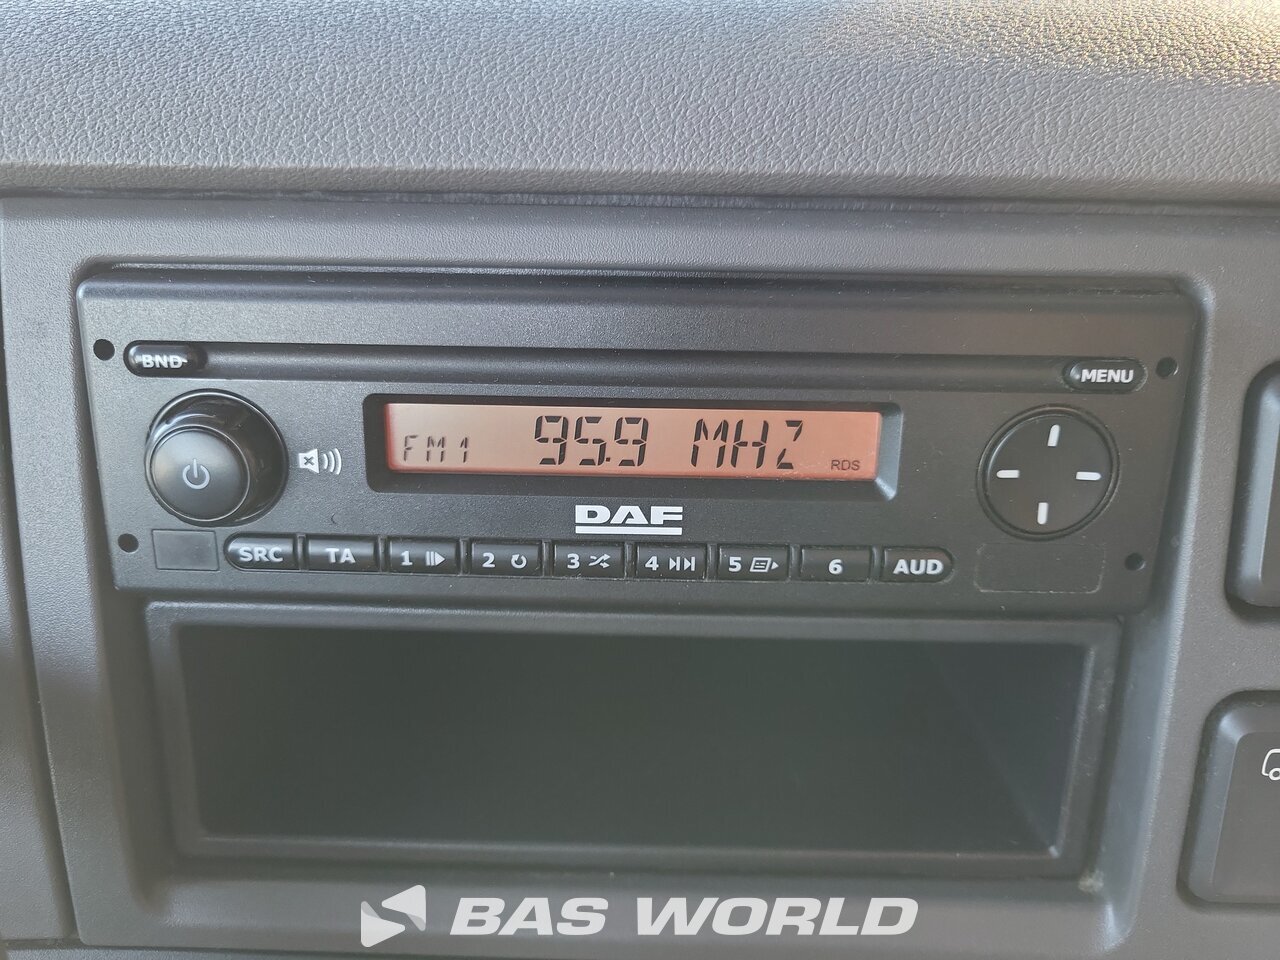 BND
MENU
FM1 95.9 MHZ RDS
DAF
SRC TA 1 2 3 4 5 6 AUD
BAS WORLD